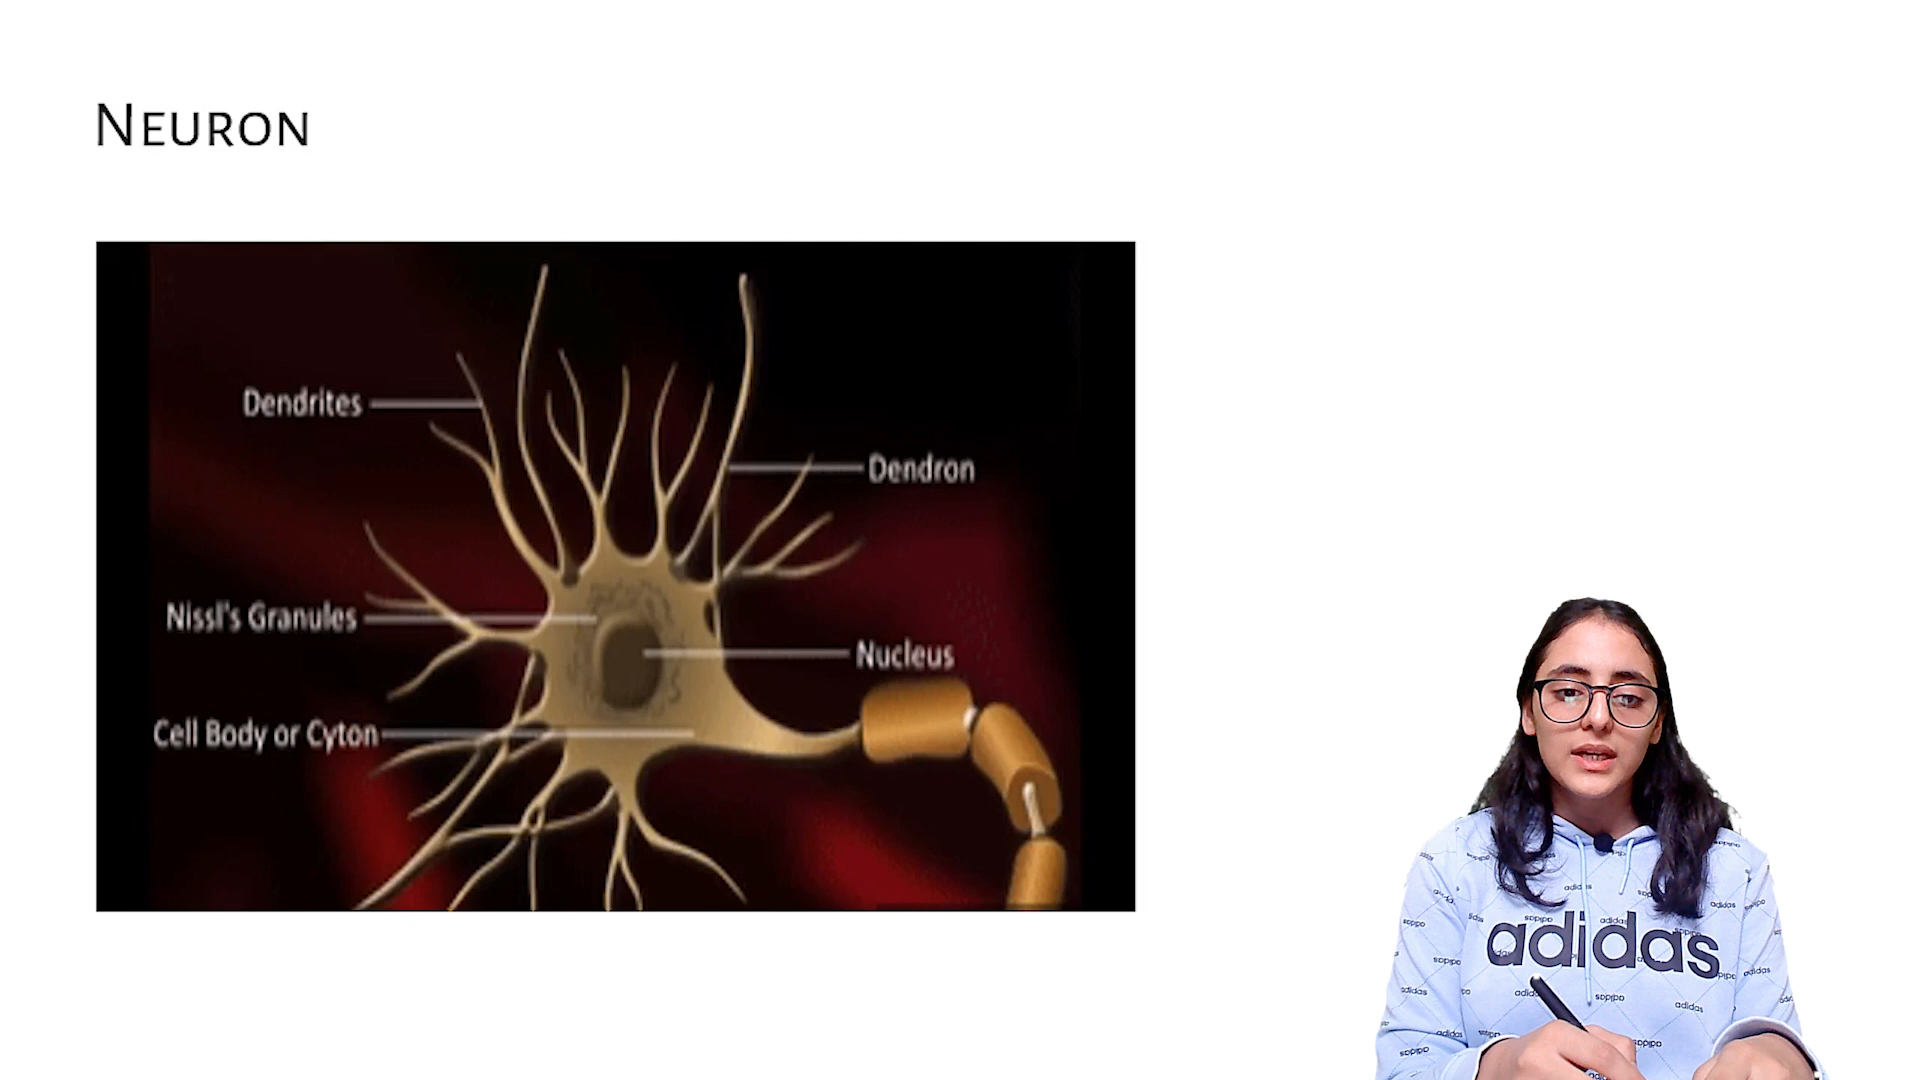 Neuron
Dendrites
Dendron
Nissl's Granules
Nucleus
Cell Body or Cyton
adidas